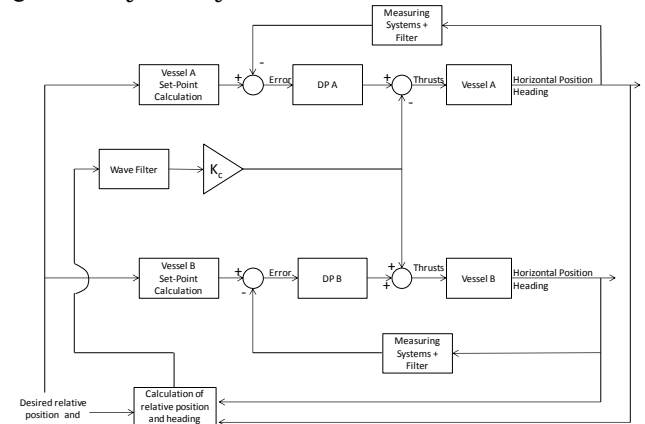 Measuring
Systems +
Filter
-
Vessel A
Set-Point
Calculation
+
Error
DP A
+
Thrusts
-
Vessel A
Horizontal Position
Heading
Wave Filter
Kc
Vessel B
Set-Point
Calculation
+
-
Error
DP B
+
+
Thrusts
Vessel B
Horizontal Position
Heading
Measuring
Systems +
Filter
Desired relative
position and
Calculation of
relative position
and heading